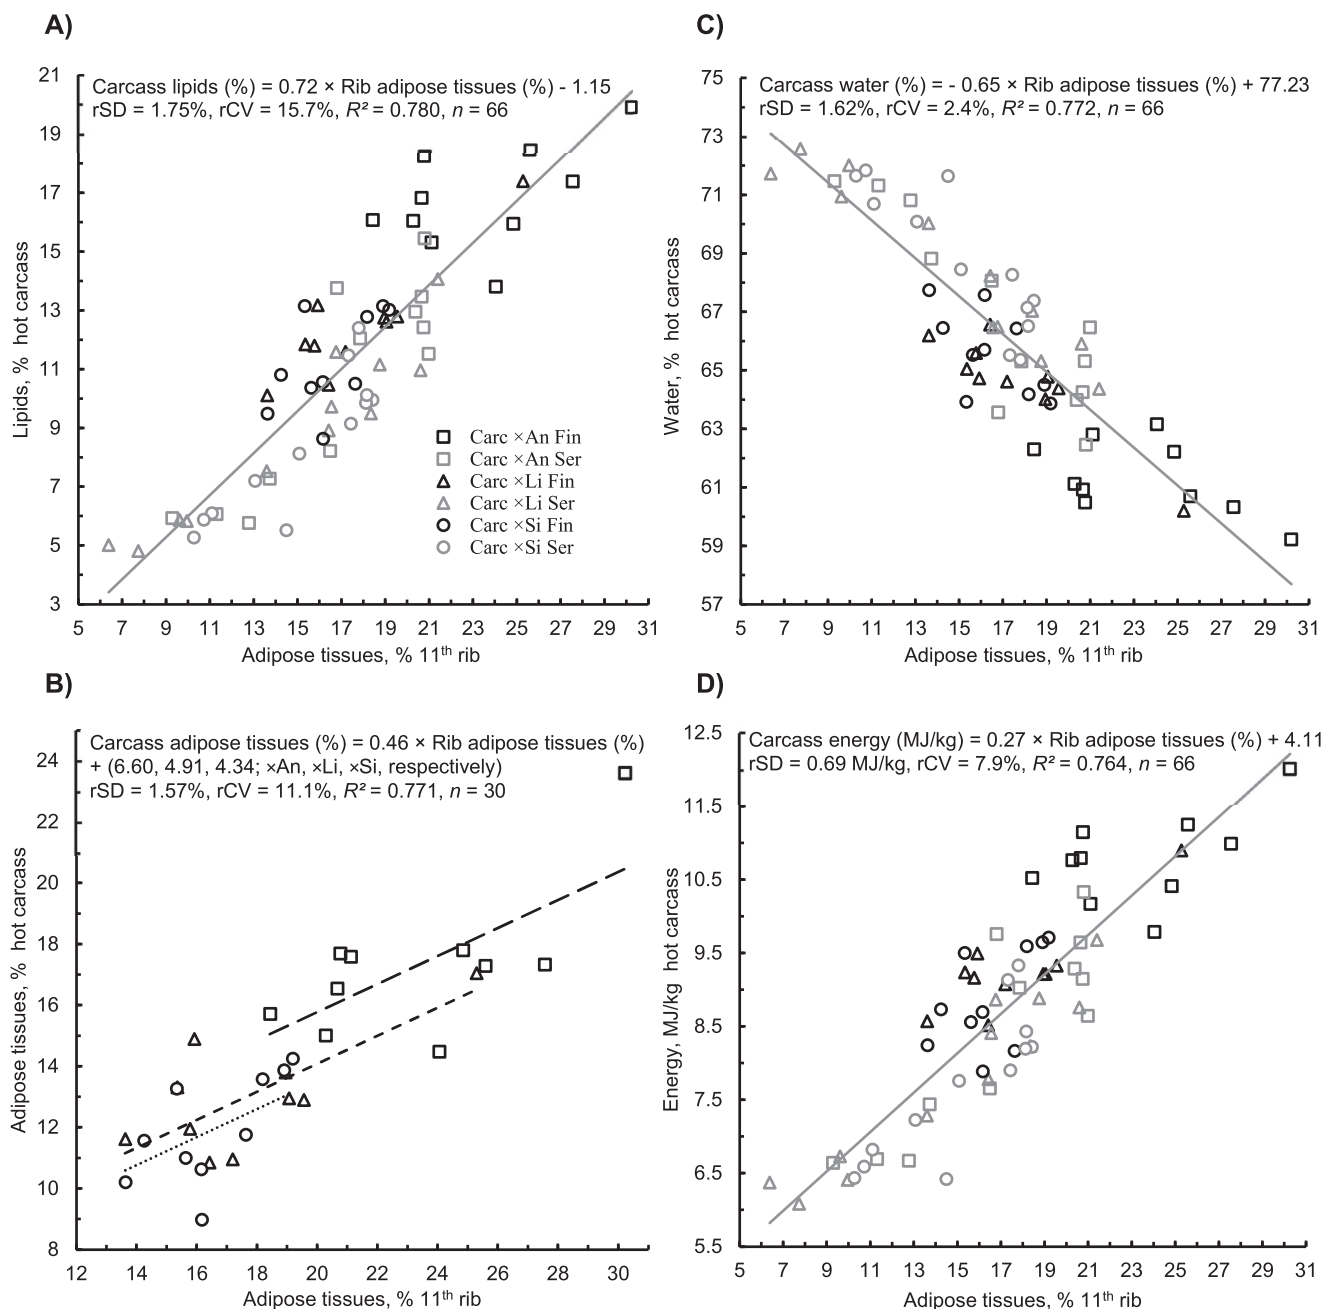 A)
Carcass lipids (%) = 0.72 × Rib adipose tissues (%) - 1.15
rSD = 1.75%, rCV = 15.7%, R² = 0.780, n = 66
21
19
17
15
13
11
9
7
5
3
Lipids, %  hot carcass
Carc ×An Fin
Carc ×An Ser
Carc ×Li Fin
Carc ×Li Ser
Carc ×Si Fin
Carc ×Si Ser
5 7 9 11 13 15 17 19 21 23 25 27 29 31
Adipose tissues, % 11th rib
C)
Carcass water (%) = - 0.65 × Rib adipose tissues (%) + 77.23
rSD = 1.62%, rCV = 2.4%, R² = 0.772, n = 66
75
73
71
69
67
65
63
61
59
57
Water, %  hot carcass
5 7 9 11 13 15 17 19 21 23 25 27 29 31
Adipose tissues, % 11th rib
B)
Carcass adipose tissues (%) = 0.46 × Rib adipose tissues (%)
+ (6.60, 4.91, 4.34; ×An, ×Li, ×Si, respectively)
rSD = 1.57%, rCV = 11.1%, R² = 0.771, n = 30
24
22
20
18
16
14
12
10
8
Adipose tissues, %  hot carcass
12 14 16 18 20 22 24 26 28 30
Adipose tissues, % 11th rib
D)
Carcass energy (MJ/kg) = 0.27 × Rib adipose tissues (%) + 4.11
rSD = 0.69 MJ/kg, rCV = 7.9%, R² = 0.764, n = 66
12.5
11.5
10.5
9.5
8.5
7.5
6.5
5.5
Energy, MJ/kg  hot carcass
5 7 9 11 13 15 17 19 21 23 25 27 29 31
Adipose tissues, % 11th rib